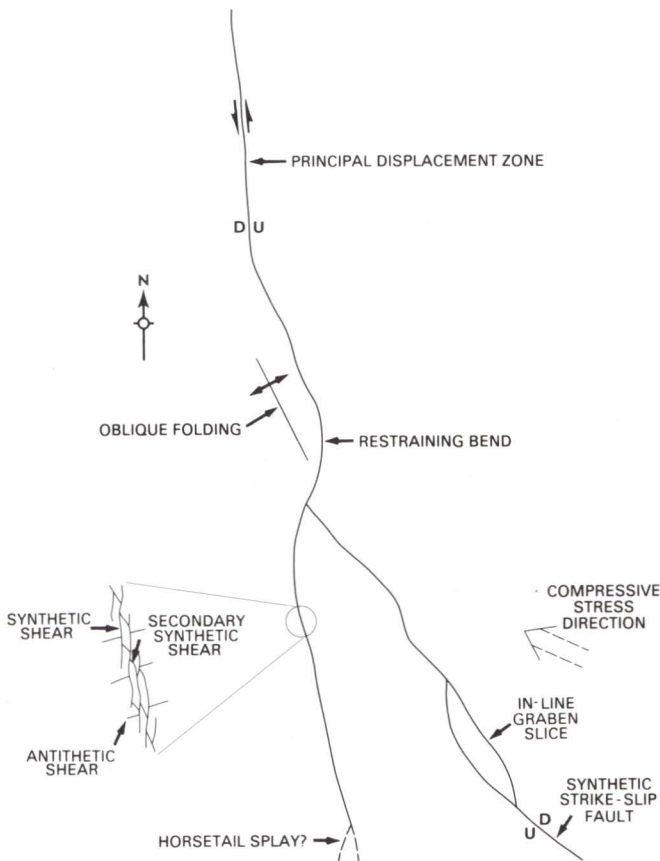 PRINCIPAL DISPLACEMENT ZONE
D U
N
OBLIQUE FOLDING
RESTRAINING BEND
COMPRESSIVE
STRESS
DIRECTION
SYNTHETIC
SHEAR
SECONDARY
SYNTHETIC
SHEAR
IN-LINE
GRABEN
SLICE
ANTITHETIC
SHEAR
SYNTHETIC
STRIKE-SLIP
FAULT
D
U
HORSETAIL SPLAY?